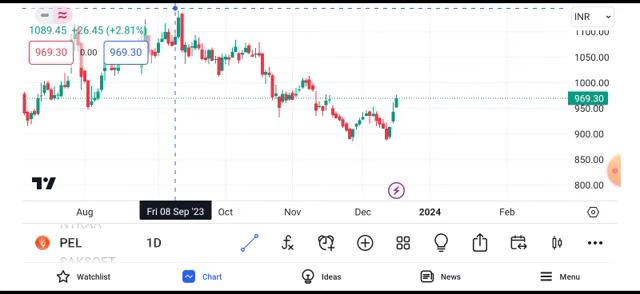 1089.45 +26.45 (+2.81%)
969.30 0.00 969.30
INR
1100.00
1050.00
1000.00
969.30
950.00
900.00
850.00
800.00
Aug Fri 08 Sep '23 Oct Nov Dec 2024 Feb
PEL 1D
SAKSOFT
Watchlist Chart Ideas News Menu